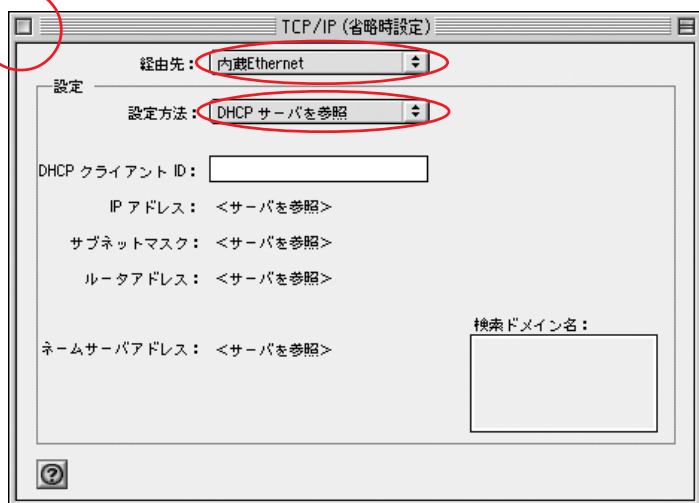 TCP/IP (省略時設定)
経由先： 内蔵Ethernet
設定
設定方法： DHCP サーバを参照
DHCP クライアント ID：
IP アドレス： <サーバを参照>
サブネットマスク： <サーバを参照>
ルータアドレス： <サーバを参照>
検索ドメイン名：
ネームサーバアドレス： <サーバを参照>
?